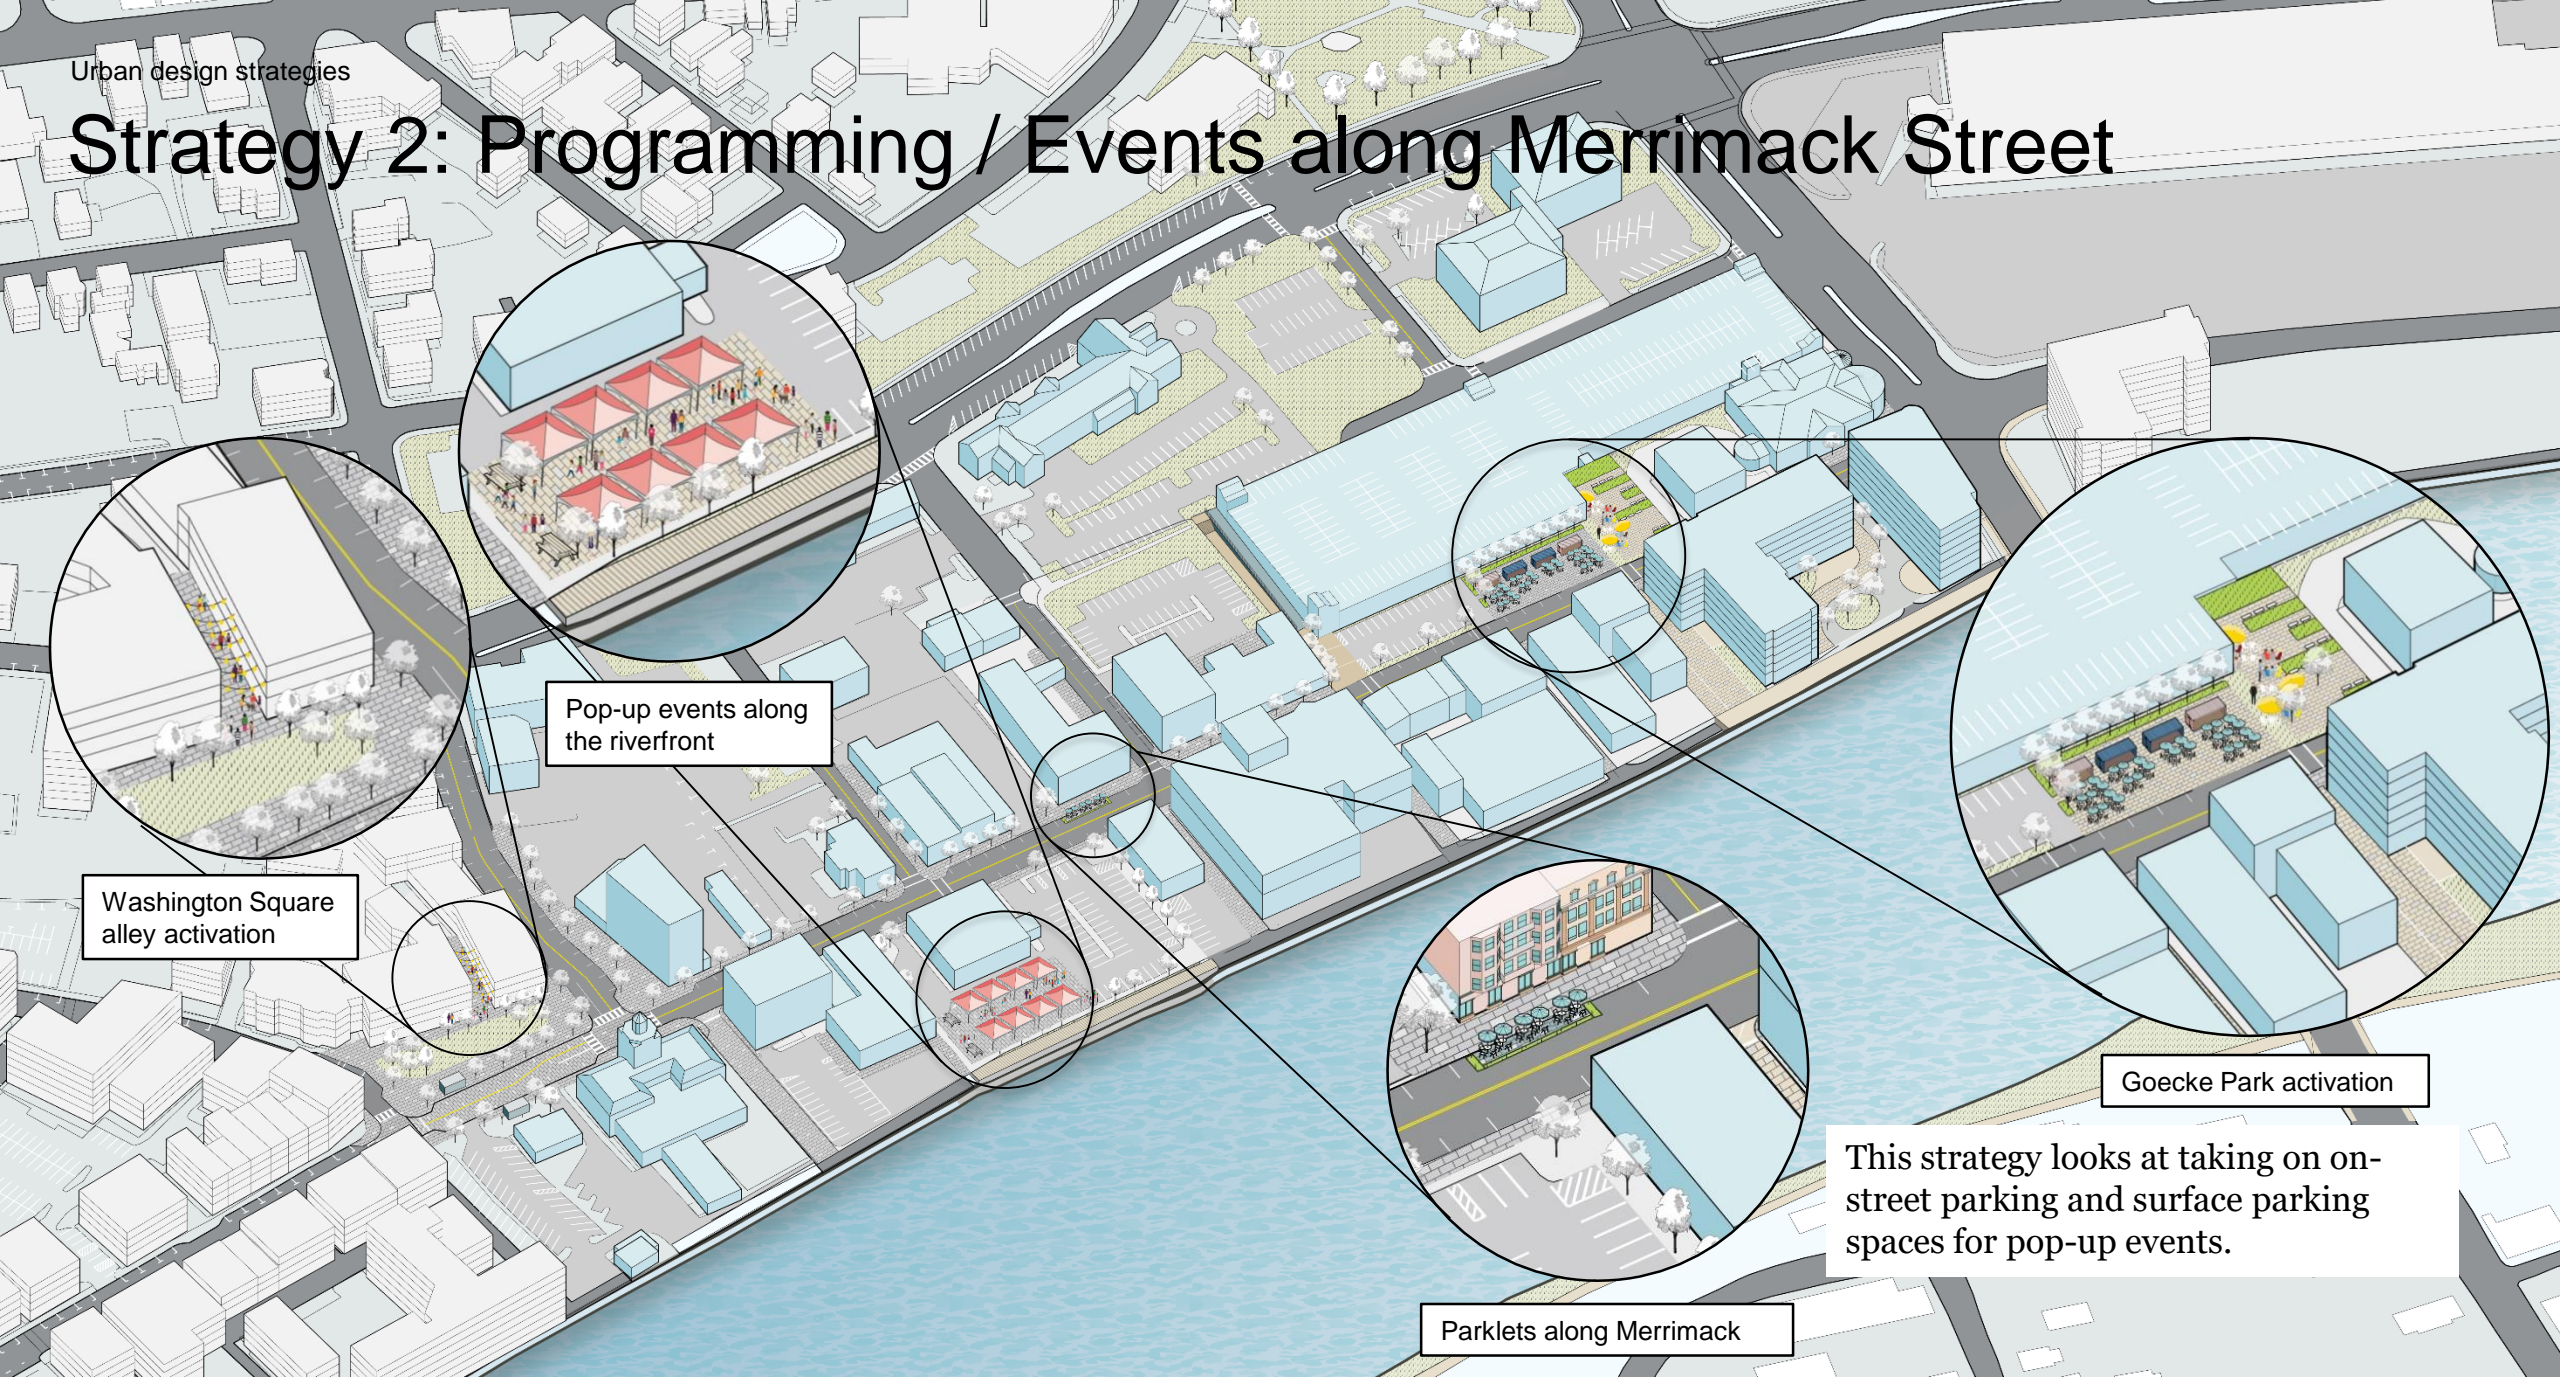 Urban design strategies
Strategy 2: Programming / Events along Merrimack Street
Pop-up events along
the riverfront
Washington Square
alley activation
Goecke Park activation
This strategy looks at taking on on-
street parking and surface parking
spaces for pop-up events.
Parklets along Merrimack